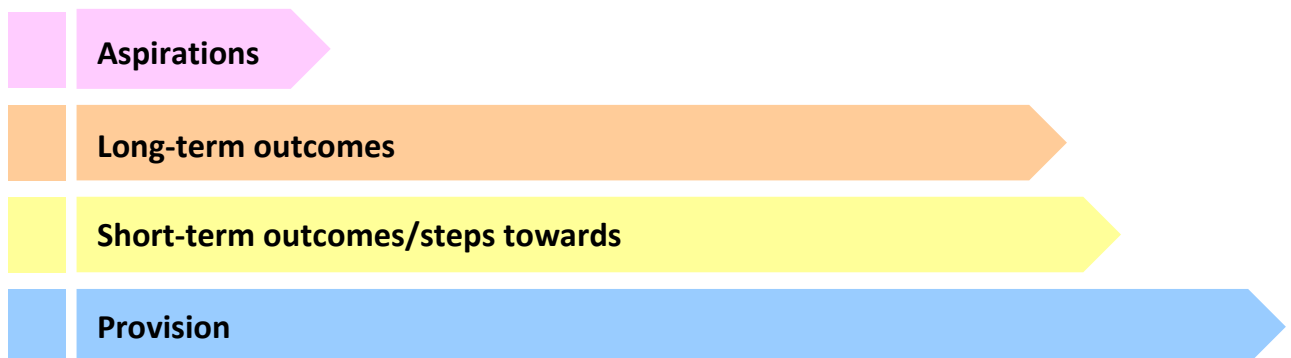 Aspirations
Long-term outcomes
Short-term outcomes/steps towards
Provision